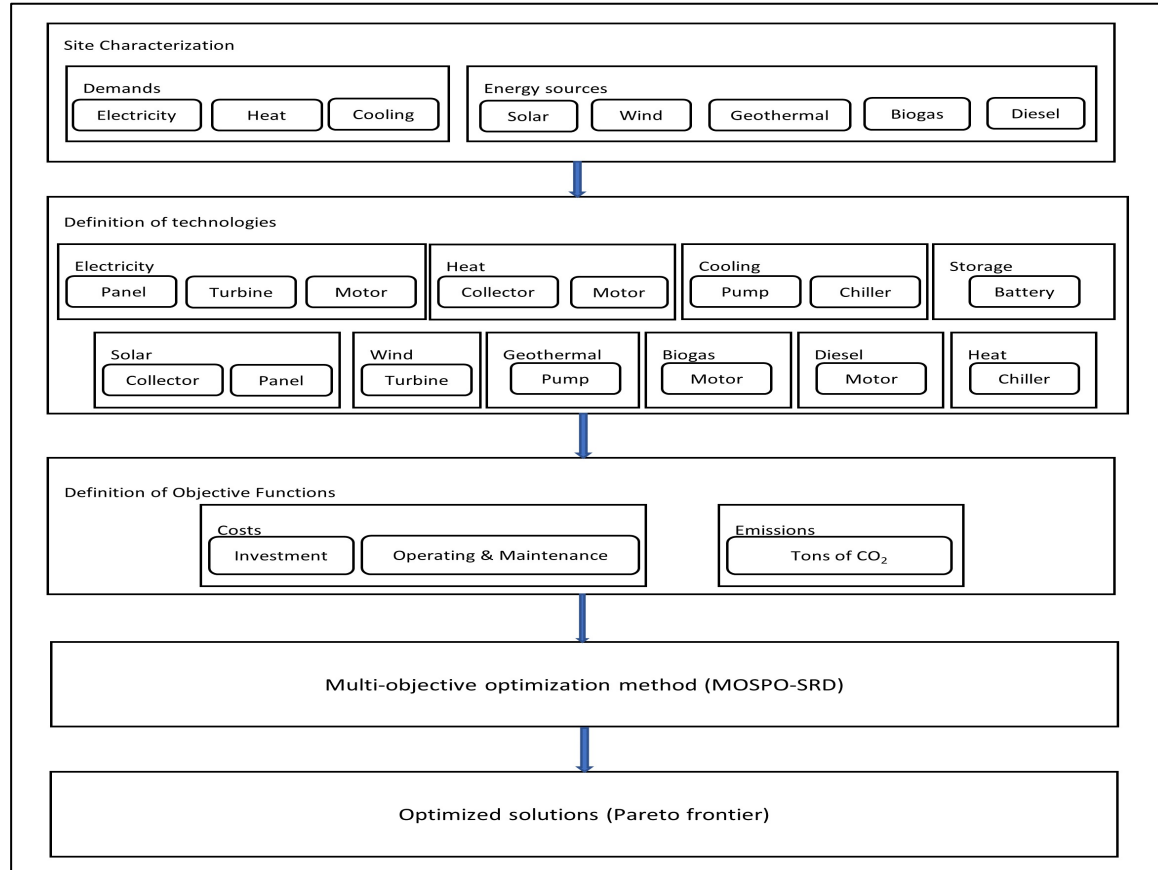 Site Characterization
Demands
Electricity Heat Cooling
Energy sources
Solar Wind Geothermal Biogas Diesel
Definition of technologies
Electricity
Panel Turbine Motor
Heat
Collector Motor
Cooling
Pump Chiller
Storage
Battery
Solar
Collector Panel
Wind
Turbine
Geothermal
Pump
Biogas
Motor
Diesel
Motor
Heat
Chiller
Definition of Objective Functions
Costs
Investment Operating & Maintenance
Emissions
Tons of CO₂
Multi-objective optimization method (MOSPO-SRD)
Optimized solutions (Pareto frontier)